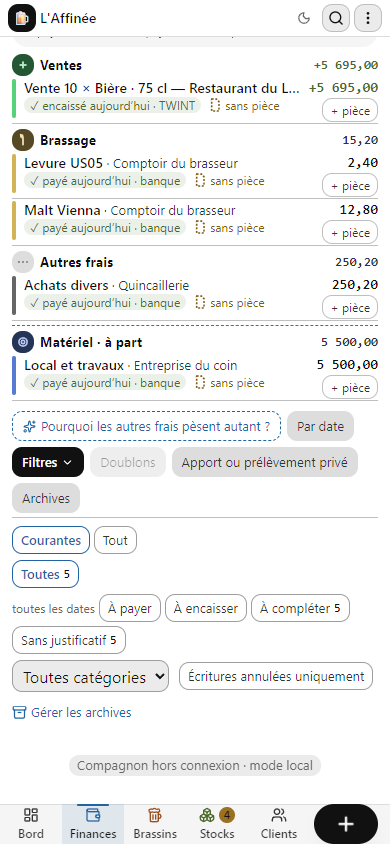 L'Affinée
Ventes +5 695,00
Vente 10 × Bière · 75 cl — Restaurant du L... +5 695,00
✓ encaissé aujourd'hui · TWINT sans pièce + pièce
Brassage 15,20
Levure US05 · Comptoir du brasseur 2,40
✓ payé aujourd'hui · banque sans pièce + pièce
Malt Vienna · Comptoir du brasseur 12,80
✓ payé aujourd'hui · banque sans pièce + pièce
Autres frais 250,20
Achats divers · Quincaillerie 250,20
✓ payé aujourd'hui · banque sans pièce + pièce
Matériel · à part 5 500,00
Local et travaux · Entreprise du coin 5 500,00
✓ payé aujourd'hui · banque sans pièce + pièce
Pourquoi les autres frais pèsent autant ? Par date
Filtres Doublons Apport ou prélèvement privé
Archives
Courantes Tout
Toutes 5
toutes les dates À payer À encaisser À compléter 5
Sans justificatif 5
Toutes catégories Écritures annulées uniquement
Gérer les archives
Compagnon hors connexion · mode local
4
Bord Finances Brassins Stocks Clients +